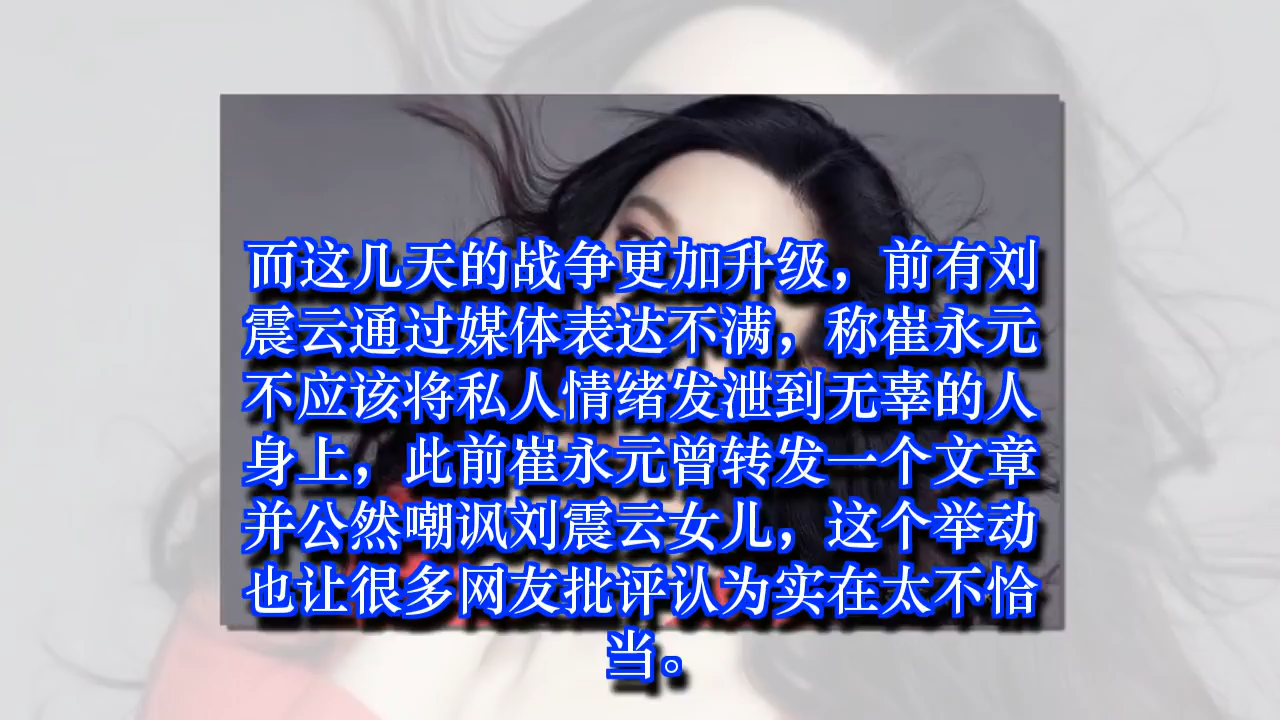 而这几天的战争更加升级，前有刘
震云通过媒体表达不满，称崔永元
不应该将私人情绪发泄到无辜的人
身上，此前崔永元曾转发一个文章
并公然嘲讽刘震云女儿，这个举动
也让很多网友批评认为实在太不恰
当。